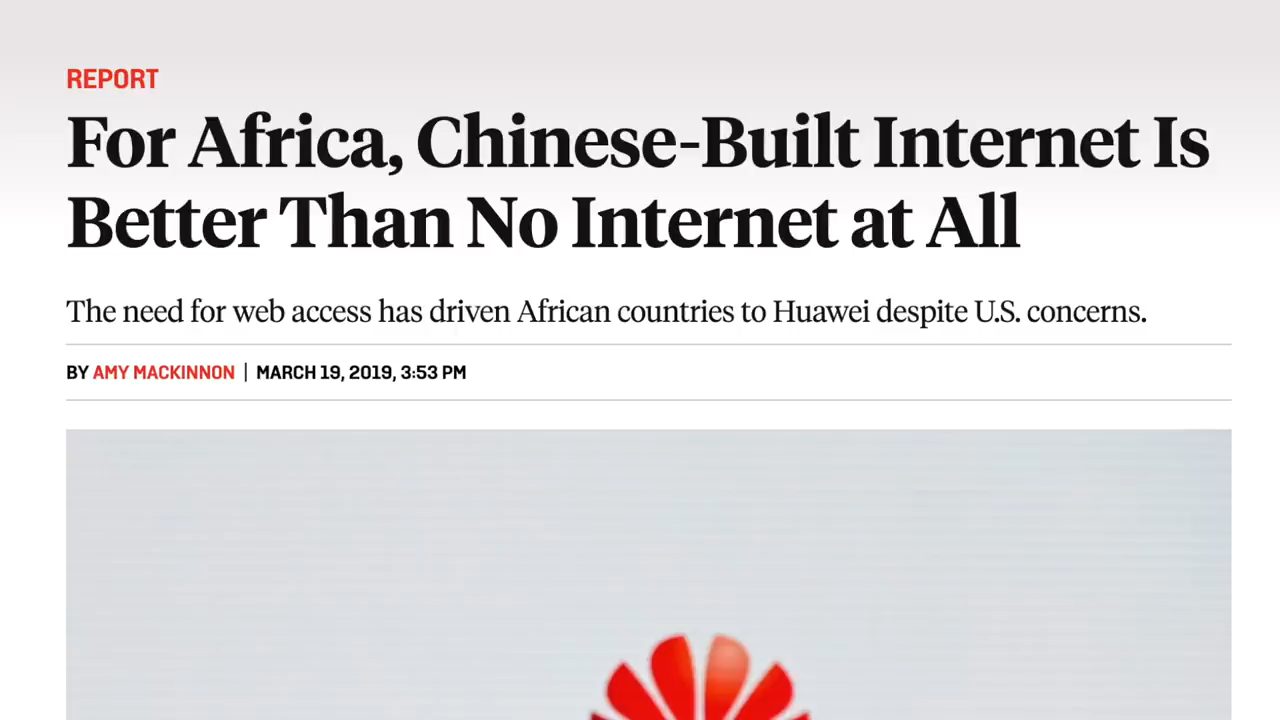 REPORT
For Africa, Chinese-Built Internet Is
Better Than No Internet at All
The need for web access has driven African countries to Huawei despite U.S. concerns.
BY AMY MACKINNON | MARCH 19, 2019, 3:53 PM